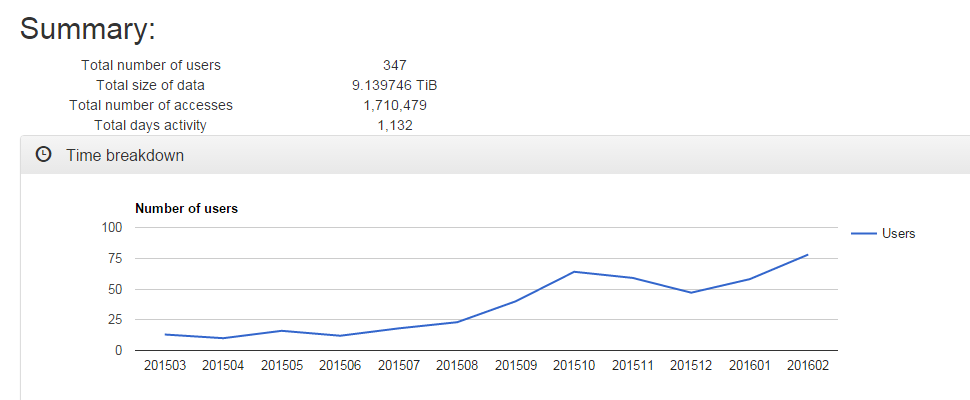 Summary:
Total number of users 347
Total size of data 9.139746 TiB
Total number of accesses 1,710,479
Total days activity 1,132
Time breakdown
Number of users
Users
100
75
50
25
0
201503 201504 201505 201506 201507 201508 201509 201510 201511 201512 201601 201602